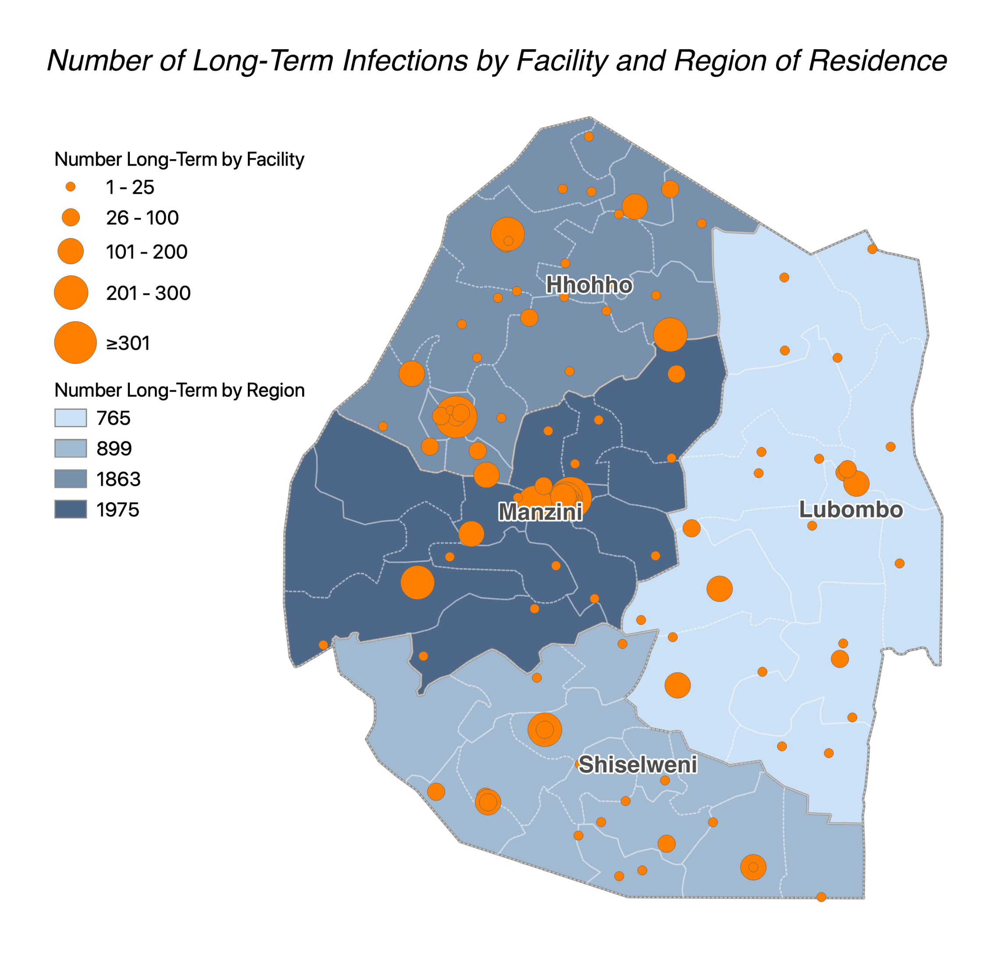 Number of Long-Term Infections by Facility and Region of Residence
Number Long-Term by Facility
1 - 25
26 - 100
101 - 200
201 - 300
≥301
Number Long-Term by Region
765
899
1863
1975
Hhohho
Manzini
Lubombo
Shiselweni